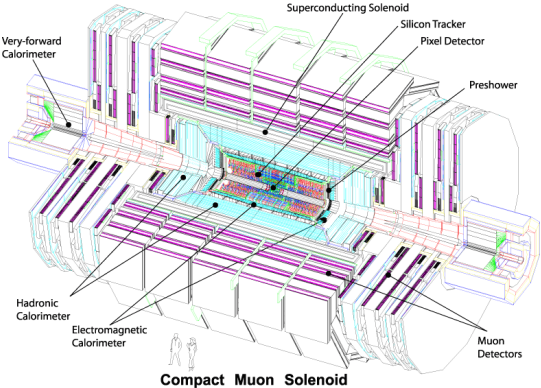 Superconducting Solenoid
Silicon Tracker
Pixel Detector
Very-forward
Calorimeter
Preshower
Hadronic
Calorimeter
Electromagnetic
Calorimeter
Muon
Detectors
Compact Muon Solenoid